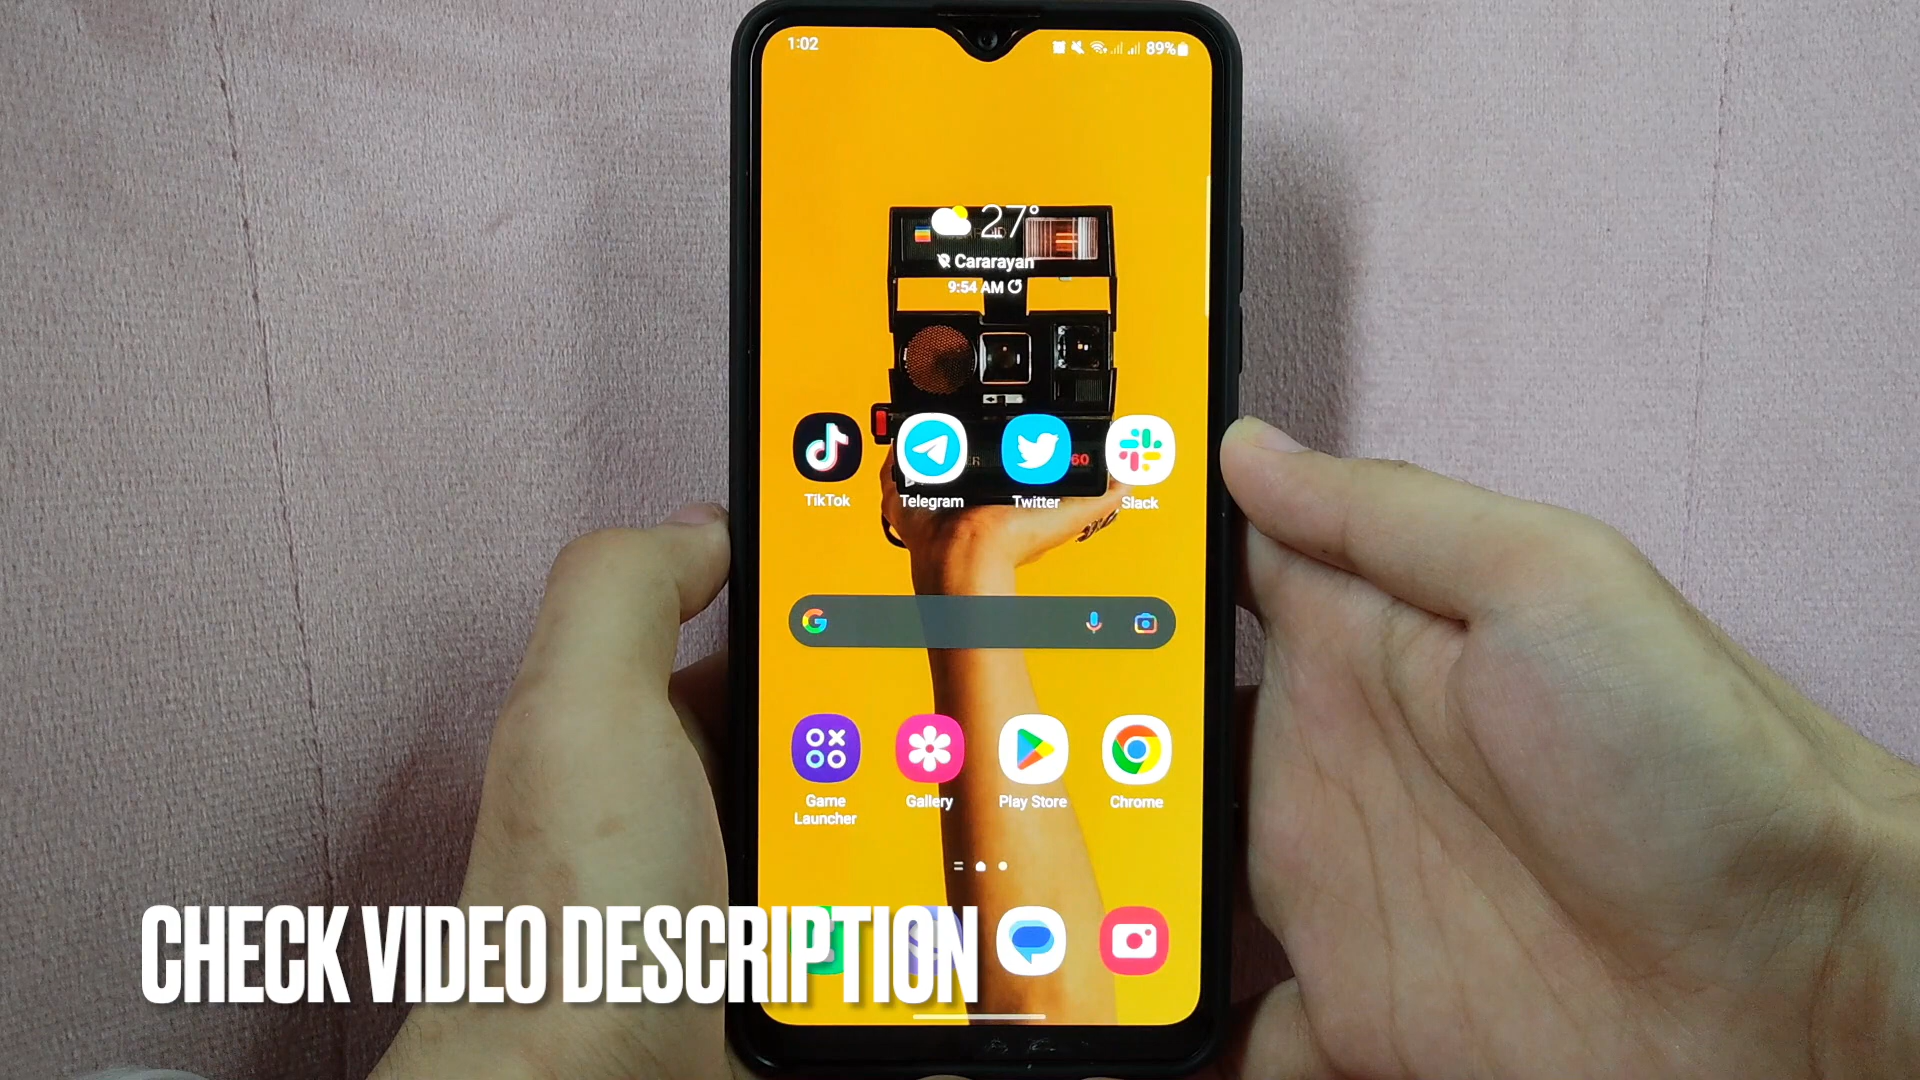 1:02
89%
27°
Cararayan
9:54 AM
60
TikTok
Telegram
Twitter
Slack
Game
Launcher
Gallery
Play Store
Chrome
CHECK VIDEO DESCRIPTION